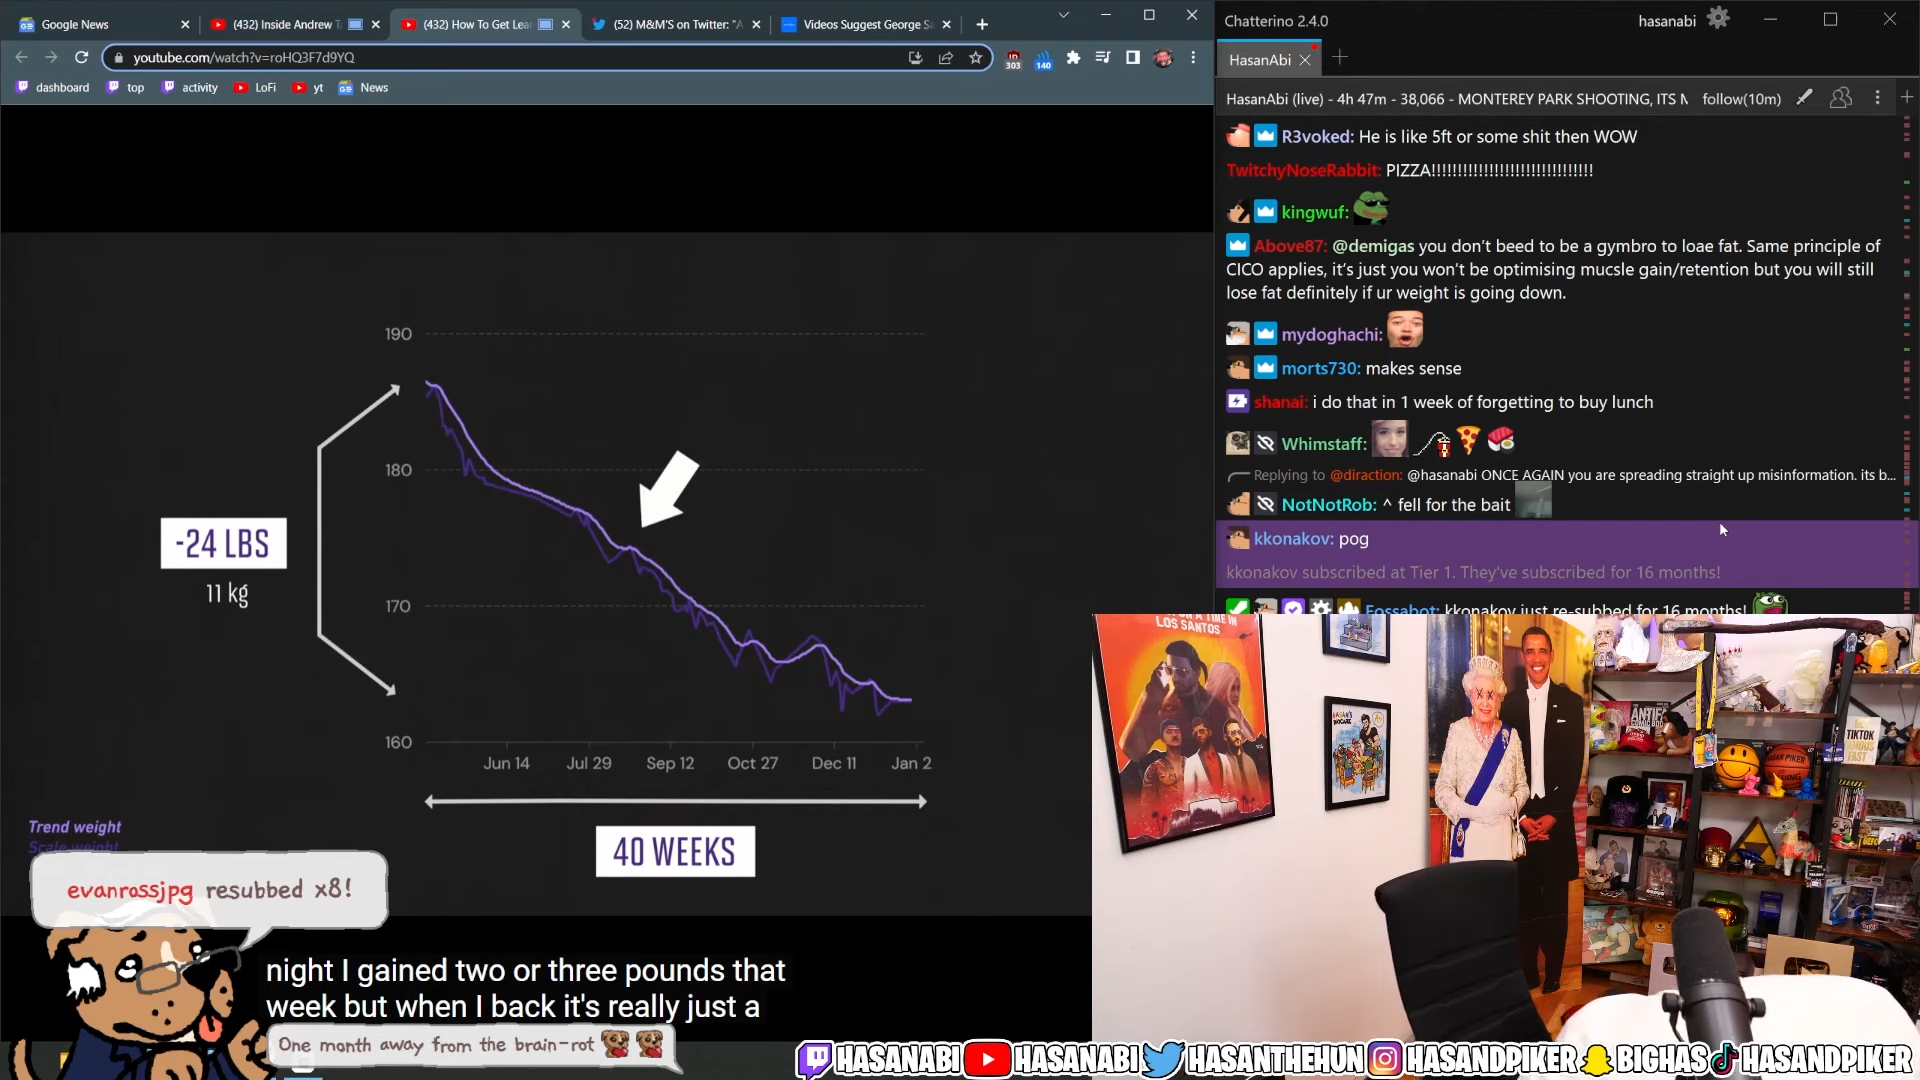 Google News
(432) Inside Andrew T
(432) How To Get Lean
(52) M&M'S on Twitter: "A
Videos Suggest George Sa
youtube.com/watch?v=roHQ3F7d9YQ
303
140
dashboard
top
activity
LoFi
yt
News
190
180
170
160
Jun 14
Jul 29
Sep 12
Oct 27
Dec 11
Jan 2
-24 LBS
11 kg
40 WEEKS
Trend weight
Scale weight
evanrossjpg resubbed x8!
night I gained two or three pounds that
week but when I back it's really just a
One month away from the brain-rot
Chatterino 2.4.0
hasanabi
HasanAbi
HasanAbi (live) - 4h 47m - 38,066 - MONTEREY PARK SHOOTING, ITS M
follow(10m)
R3voked: He is like 5ft or some shit then WOW
TwitchyNoseRabbit: PIZZA!!!!!!!!!!!!!!!!!!!!!!!!!!!!!!!
kingwuf:
Above87: @demigas you don't beed to be a gymbro to loae fat. Same principle of
CICO applies, it's just you won't be optimising mucsle gain/retention but you will still
lose fat definitely if ur weight is going down.
mydoghachi:
morts730: makes sense
shanai: i do that in 1 week of forgetting to buy lunch
Whimstaff:
Replying to @diraction: @hasanabi ONCE AGAIN you are spreading straight up misinformation. its b...
NotNotRob: ^ fell for the bait
kkonakov: pog
kkonakov subscribed at Tier 1. They've subscribed for 16 months!
Fossabot: kkonakov just re-subbed for 16 months!
LOS SANTOS
TIKTOK
FAST
HASANABI
HASANABI
HASANTHEHUN
HASANDPIKER
BIGHAS
HASANDPIKER